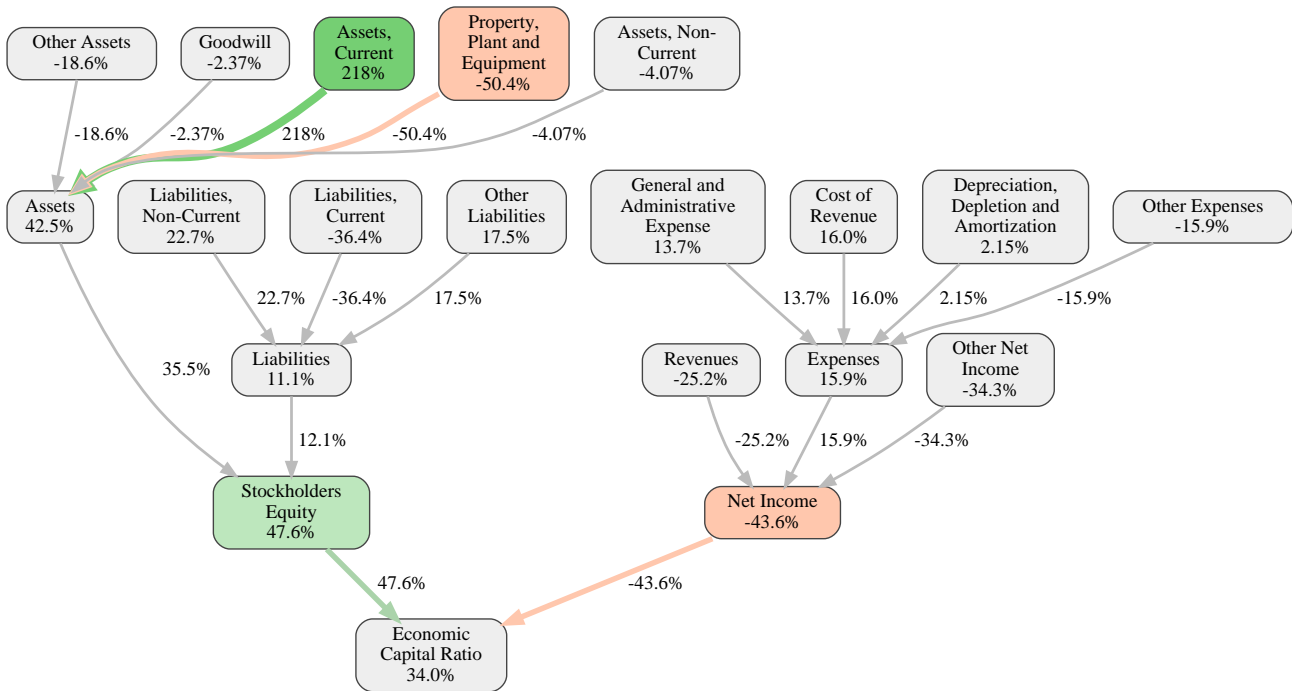 Other Assets
-18.6%
Goodwill
-2.37%
Assets,
Current
218%
Property,
Plant and
Equipment
-50.4%
Assets, Non-
Current
-4.07%
-18.6%
-2.37%
218%
-50.4%
-4.07%
Assets
42.5%
Liabilities,
Non-Current
22.7%
Liabilities,
Current
-36.4%
Other
Liabilities
17.5%
General and
Administrative
Expense
13.7%
Cost of
Revenue
16.0%
Depreciation,
Depletion and
Amortization
2.15%
Other Expenses
-15.9%
22.7%
-36.4%
17.5%
13.7%
16.0%
2.15%
-15.9%
35.5%
Liabilities
11.1%
Revenues
-25.2%
Expenses
15.9%
Other Net
Income
-34.3%
12.1%
-25.2%
15.9%
-34.3%
Stockholders
Equity
47.6%
Net Income
-43.6%
47.6%
-43.6%
Economic
Capital Ratio
34.0%